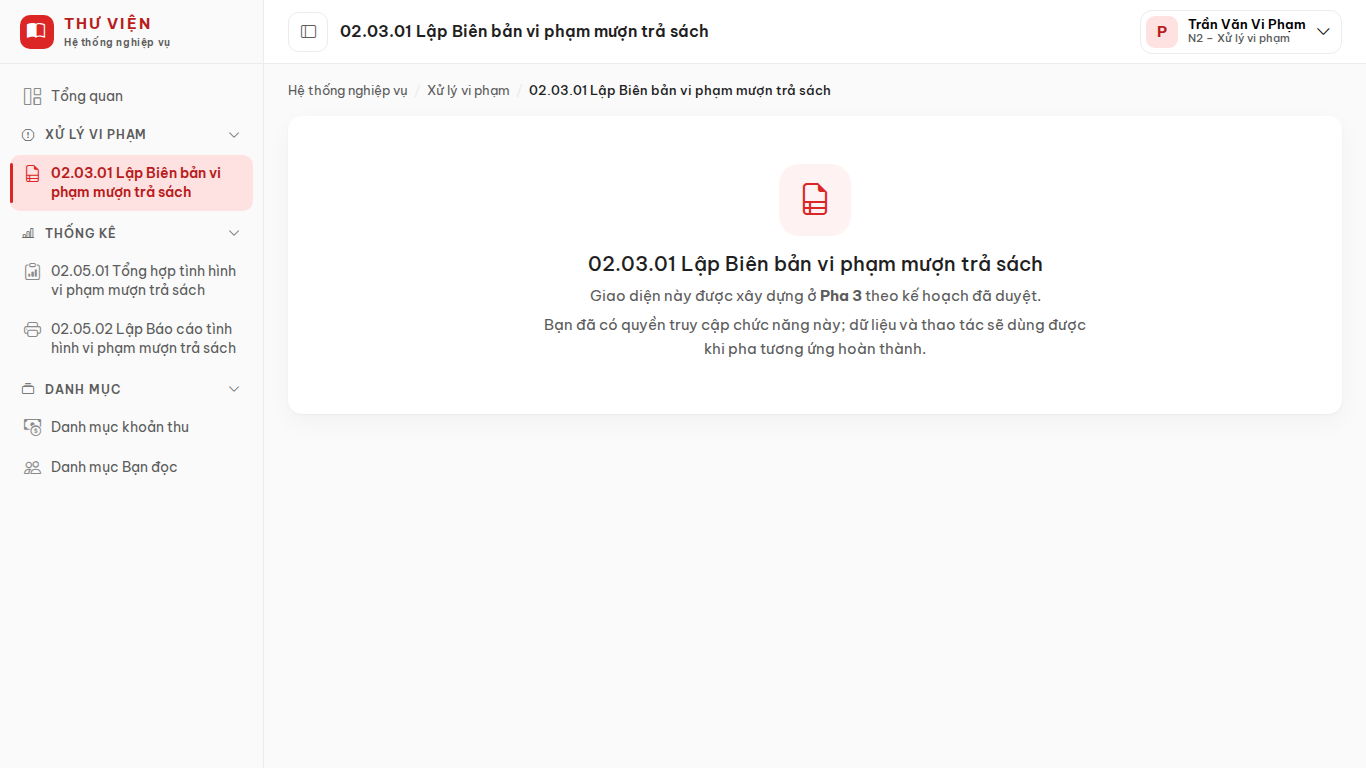 THƯ VIỆN
Hệ thống nghiệp vụ
02.03.01 Lập Biên bản vi phạm mượn trả sách
P
Trần Văn Vi Phạm
N2 – Xử lý vi phạm
Tổng quan
XỬ LÝ VI PHẠM
02.03.01 Lập Biên bản vi
phạm mượn trả sách
THỐNG KÊ
02.05.01 Tổng hợp tình hình
vi phạm mượn trả sách
02.05.02 Lập Báo cáo tình
hình vi phạm mượn trả sách
DANH MỤC
Danh mục khoản thu
Danh mục Bạn đọc
Hệ thống nghiệp vụ / Xử lý vi phạm / 02.03.01 Lập Biên bản vi phạm mượn trả sách
02.03.01 Lập Biên bản vi phạm mượn trả sách
Giao diện này được xây dựng ở Pha 3 theo kế hoạch đã duyệt.
Bạn đã có quyền truy cập chức năng này; dữ liệu và thao tác sẽ dùng được
khi pha tương ứng hoàn thành.